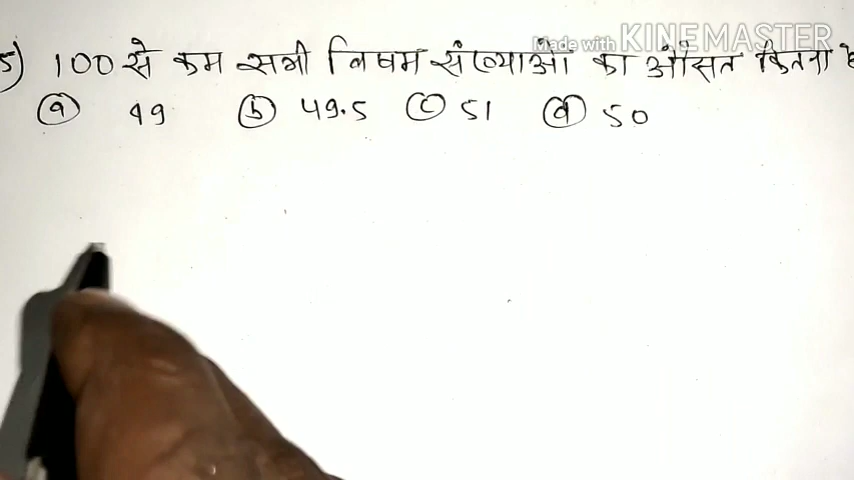 Made with KINEMASTER
5) 100 से कम सभी विषम संख्याओं का औसत कितना है
(a) 49 (b) 49.5 (c) 51 (d) 50